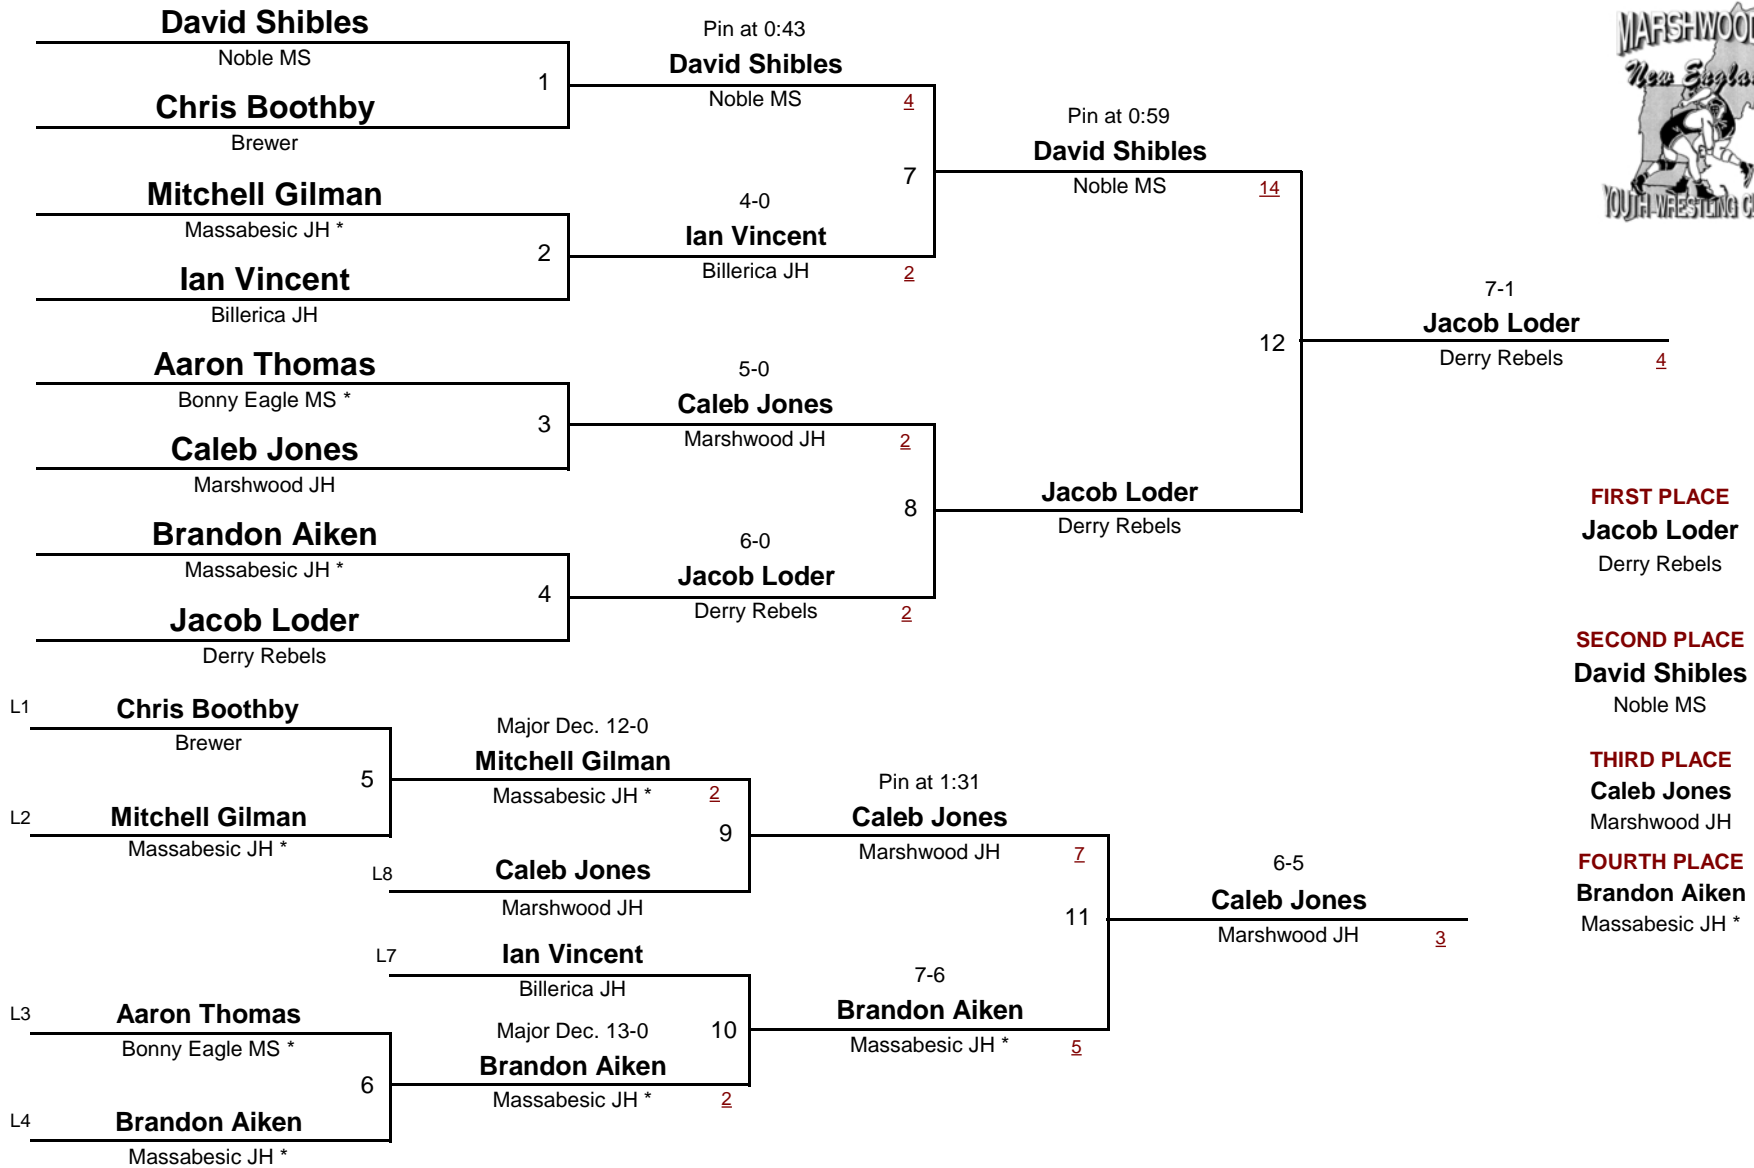 David Shibles
Noble MS
1
Chris Boothby
Brewer
Mitchell Gilman
Massabesic JH *
2
Ian Vincent
Billerica JH
Aaron Thomas
Bonny Eagle MS *
3
Caleb Jones
Marshwood JH
Brandon Aiken
Massabesic JH *
4
Jacob Loder
Derry Rebels
Pin at 0:43
David Shibles
Noble MS 4
7
4-0
Ian Vincent
Billerica JH 2
5-0
Caleb Jones
Marshwood JH 2
8
6-0
Jacob Loder
Derry Rebels 2
Pin at 0:59
David Shibles
Noble MS 14
12
Jacob Loder
Derry Rebels
7-1
Jacob Loder
Derry Rebels 4
MARSHWOOD
New England
YOUTH WRESTLING
FIRST PLACE
Jacob Loder
Derry Rebels
SECOND PLACE
David Shibles
Noble MS
THIRD PLACE
Caleb Jones
Marshwood JH
FOURTH PLACE
Brandon Aiken
Massabesic JH *
L1 Chris Boothby
Brewer
5
L2 Mitchell Gilman
Massabesic JH *
L3 Aaron Thomas
Bonny Eagle MS *
6
L4 Brandon Aiken
Massabesic JH *
Major Dec. 12-0
Mitchell Gilman
Massabesic JH * 2
9
L8 Caleb Jones
Marshwood JH
L7 Ian Vincent
Billerica JH
10
Major Dec. 13-0
Brandon Aiken
Massabesic JH * 2
Pin at 1:31
Caleb Jones
Marshwood JH 7
11
7-6
Brandon Aiken
Massabesic JH * 5
6-5
Caleb Jones
Marshwood JH 3